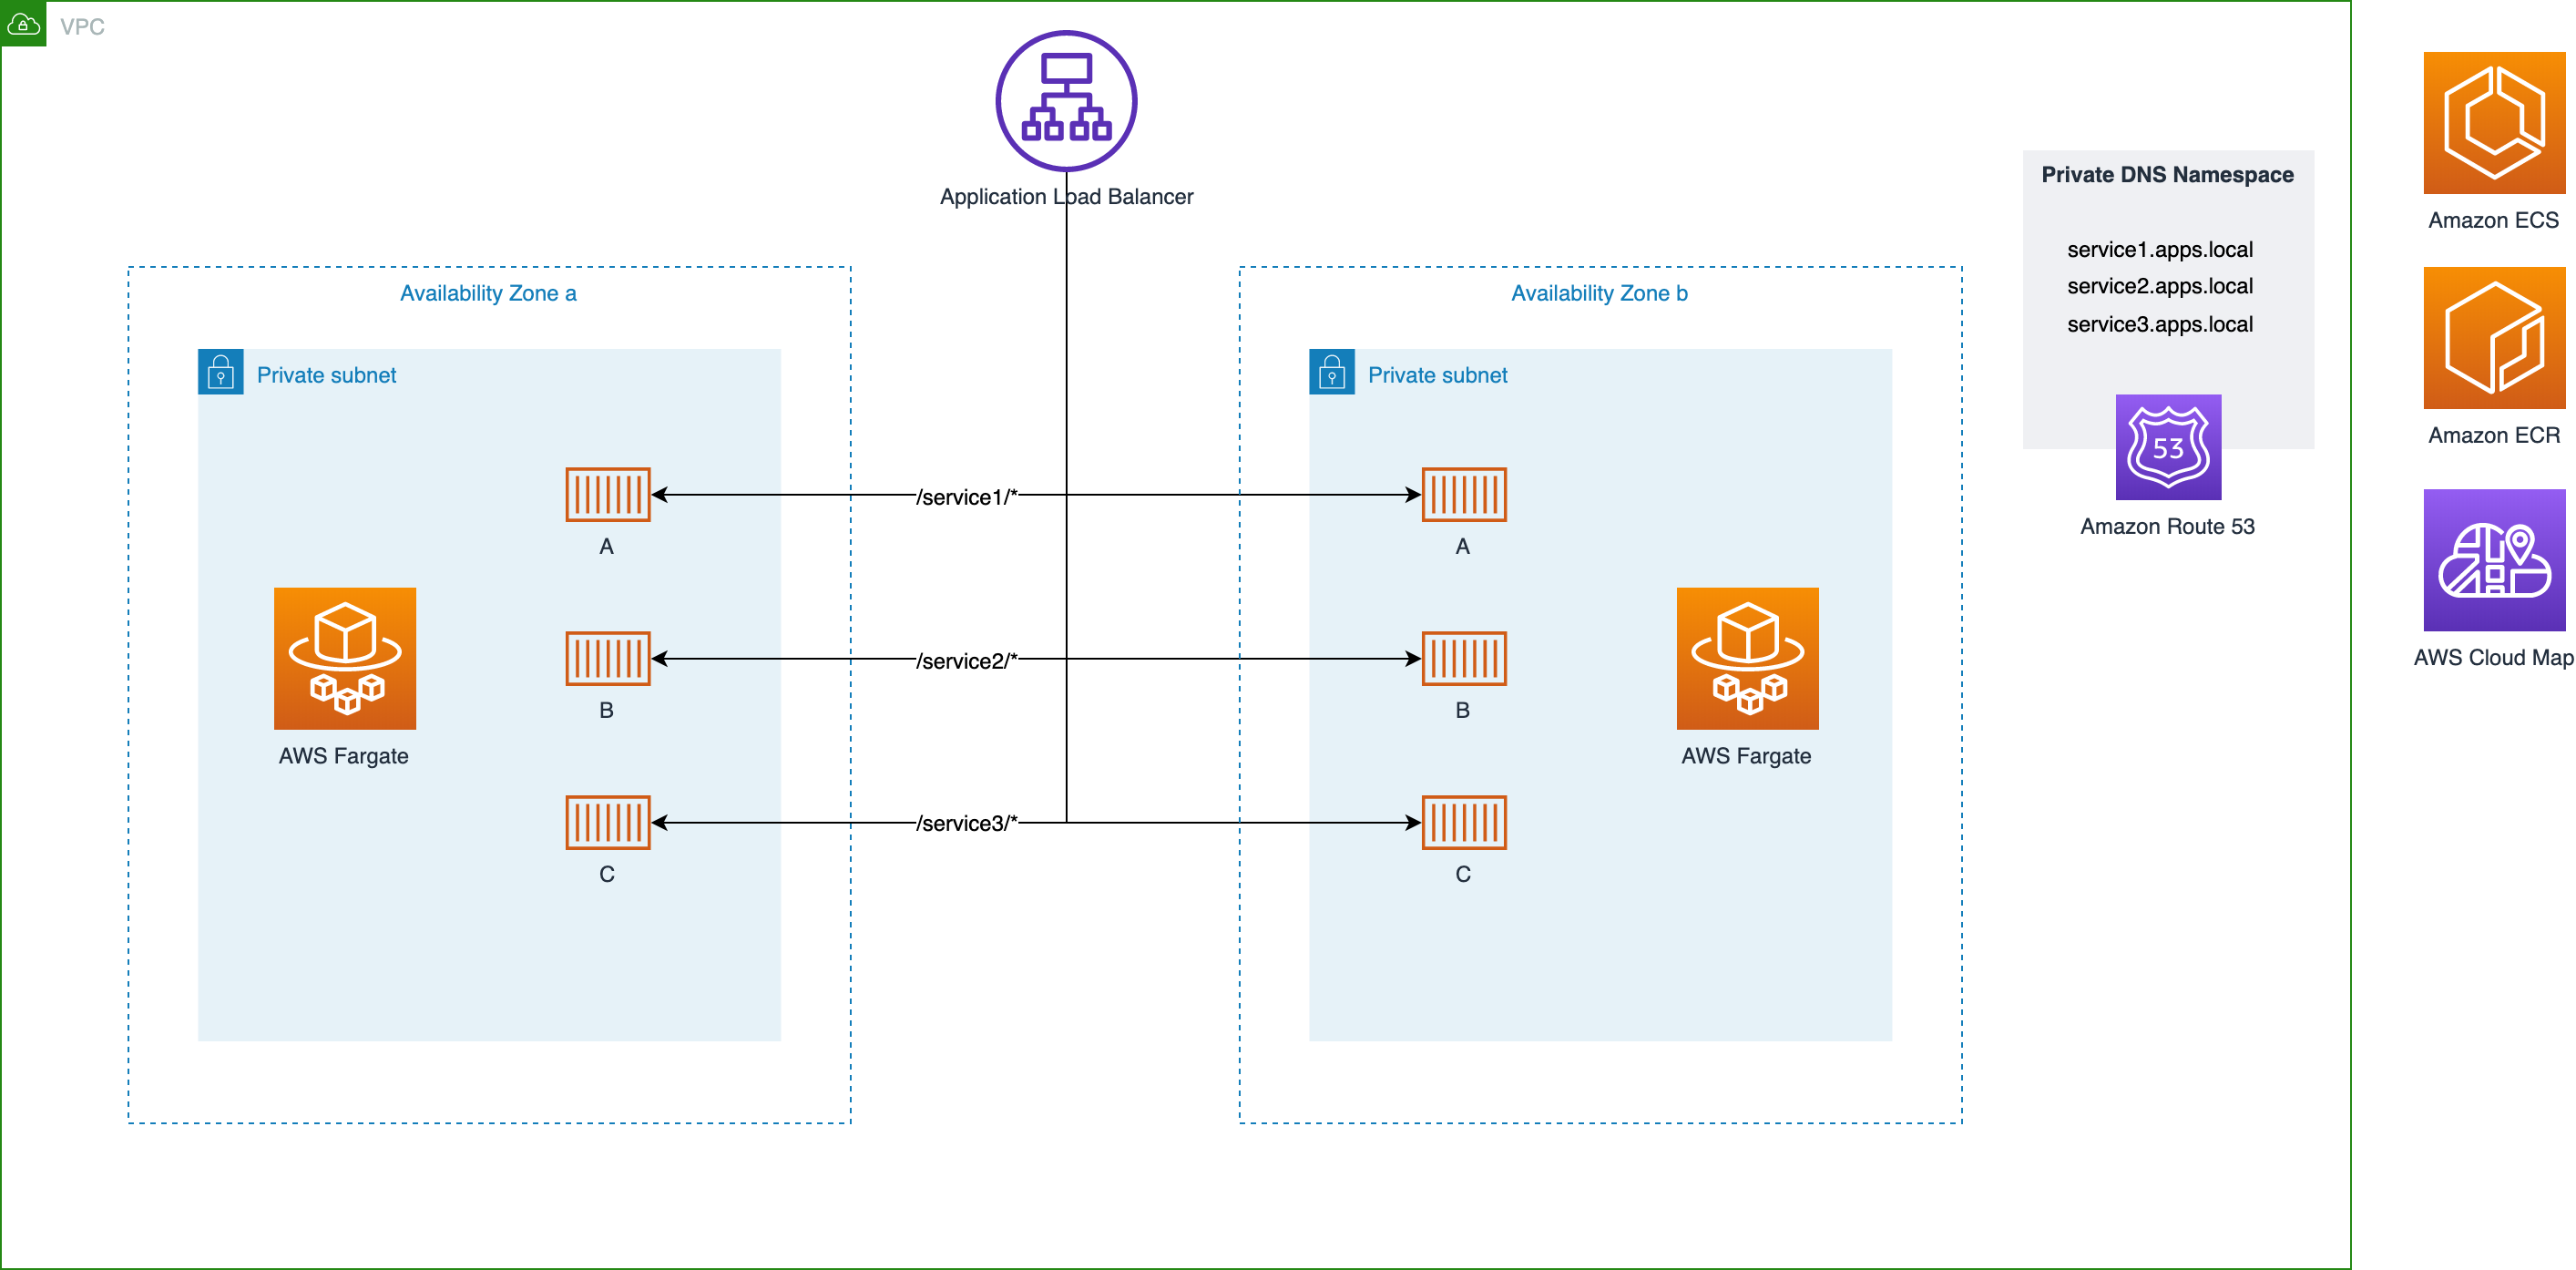 VPC
Application Load Balancer
Availability Zone a
Private subnet
A
B
C
AWS Fargate
/service1/*
/service2/*
/service3/*
Availability Zone b
Private subnet
A
B
C
AWS Fargate
Private DNS Namespace
service1.apps.local
service2.apps.local
service3.apps.local
53
Amazon Route 53
Amazon ECS
Amazon ECR
AWS Cloud Map